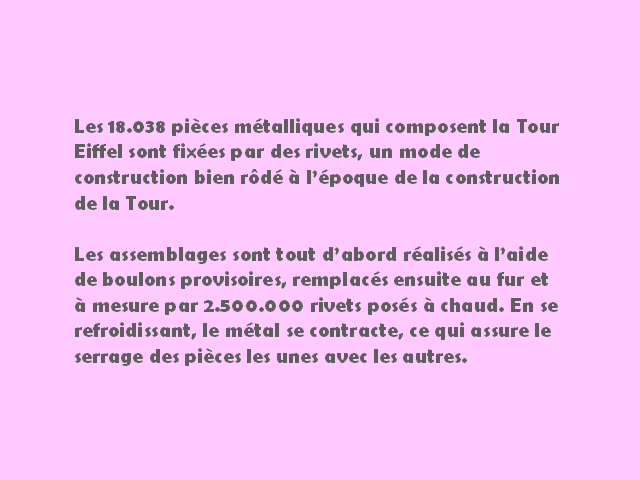 Les 18.038 pièces métalliques qui composent la Tour
Eiffel sont fixées par des rivets, un mode de
construction bien rôdé à l'époque de la construction
de la Tour.
Les assemblages sont tout d'abord réalisés à l'aide
de boulons provisoires, remplacés ensuite au fur et
à mesure par 2.500.000 rivets posés à chaud. En se
refroidissant, le métal se contracte, ce qui assure le
serrage des pièces les unes avec les autres.